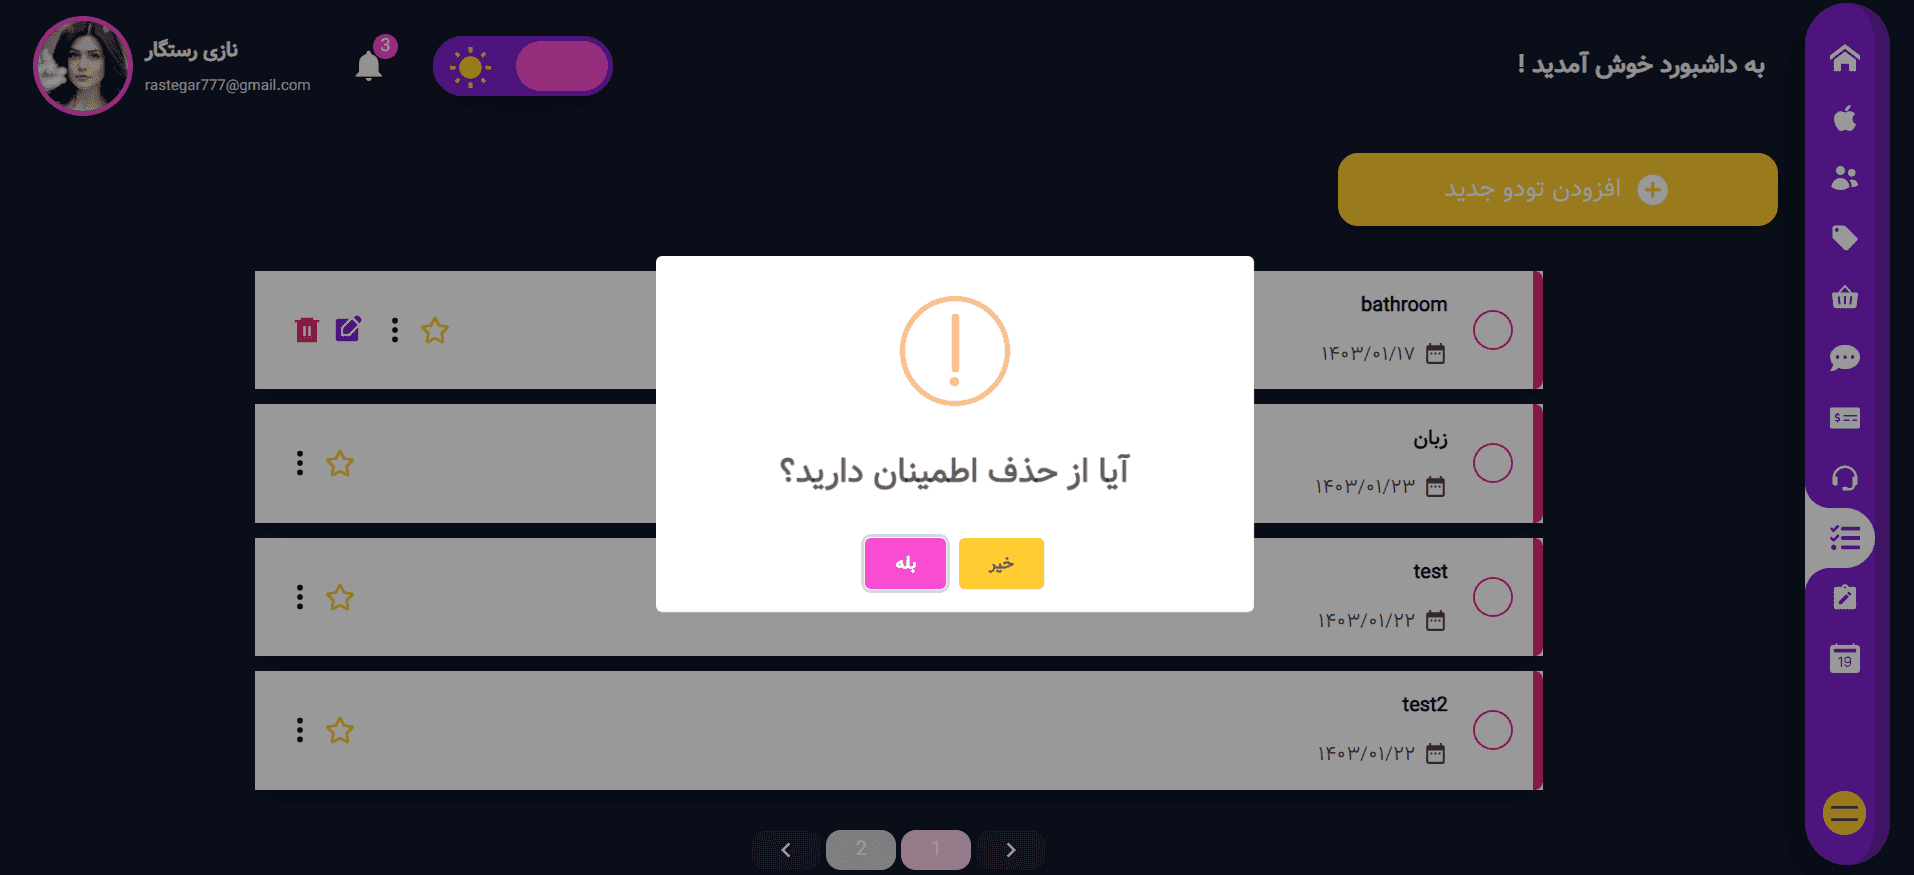 به داشبورد خوش آمدید !
3
نازی رستگار
rastegar777@gmail.com
افزودن تودو جدید
bathroom
۱۴۰۳/۰۱/۱۷
زبان
۱۴۰۳/۰۱/۲۳
test
۱۴۰۳/۰۱/۲۲
test2
۱۴۰۳/۰۱/۲۲
آیا از حذف اطمینان دارید؟
خیر
بله
1
2
19